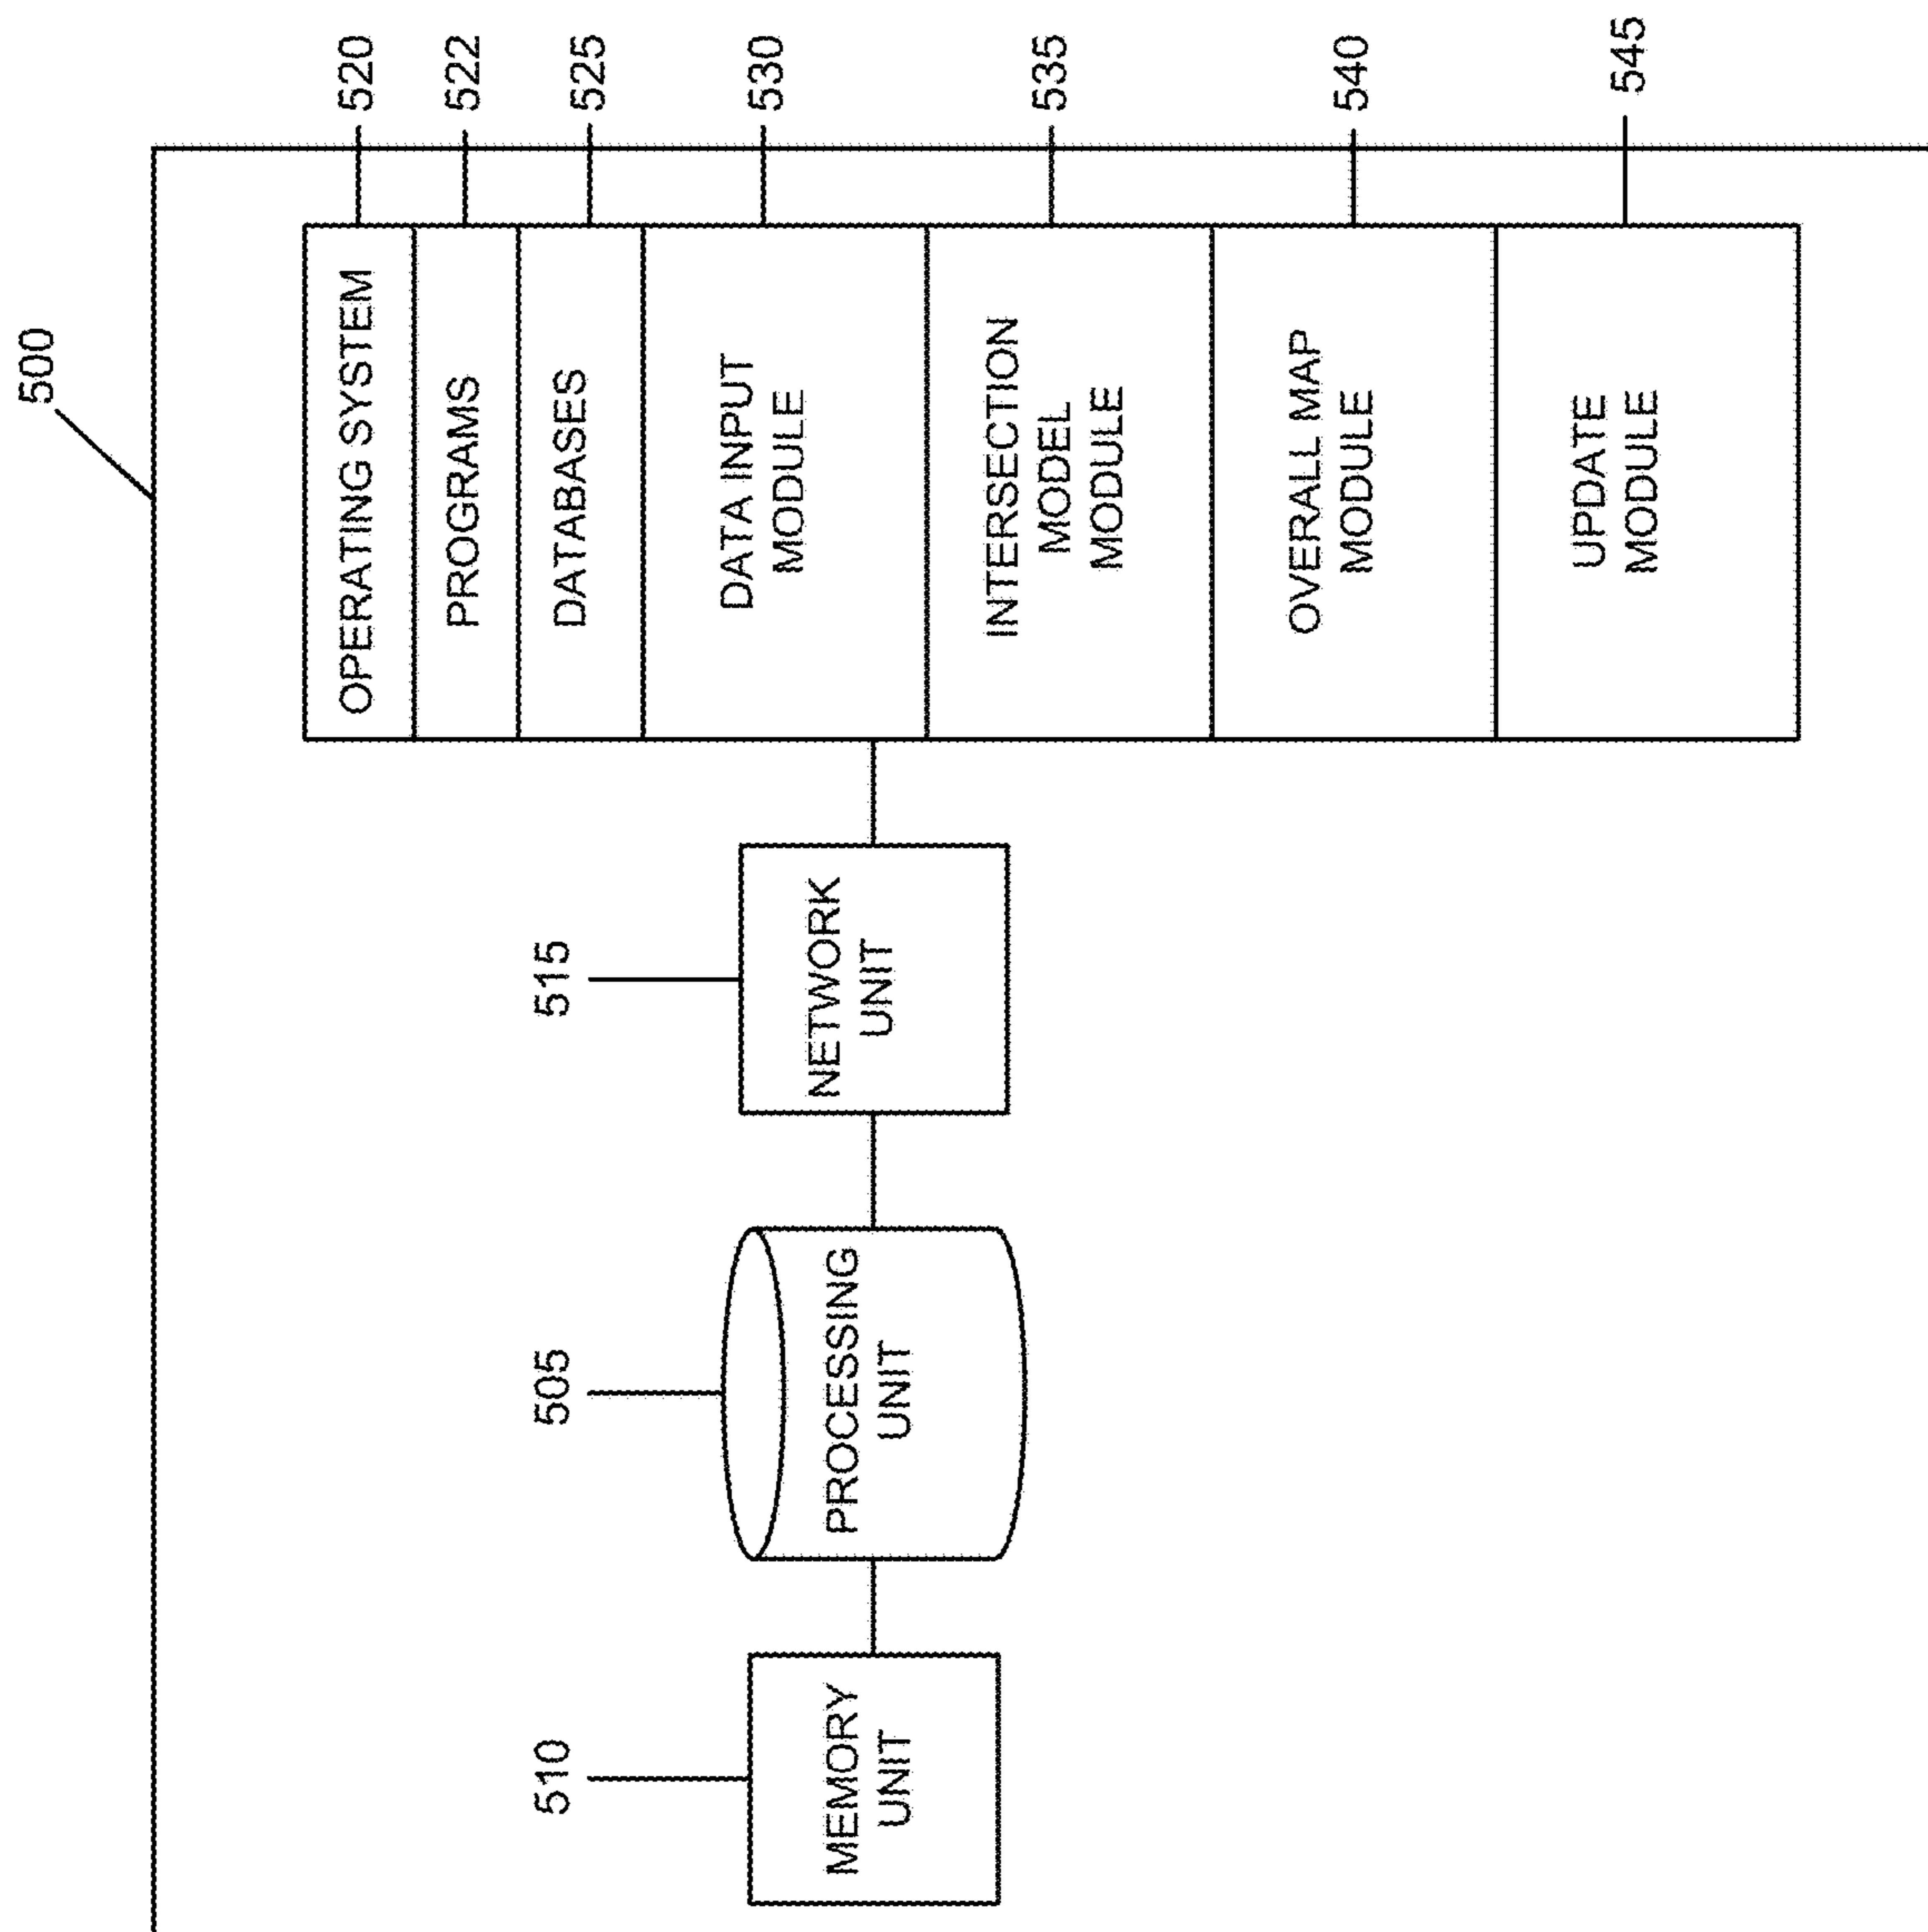 500
OPERATING SYSTEM
520
PROGRAMS
522
DATABASES
525
DATA INPUT
MODULE
530
INTERSECTION
MODEL
MODULE
535
OVERALL MAP
MODULE
540
UPDATE
MODULE
545
515
NETWORK
UNIT
505
PROCESSING
UNIT
510
MEMORY
UNIT